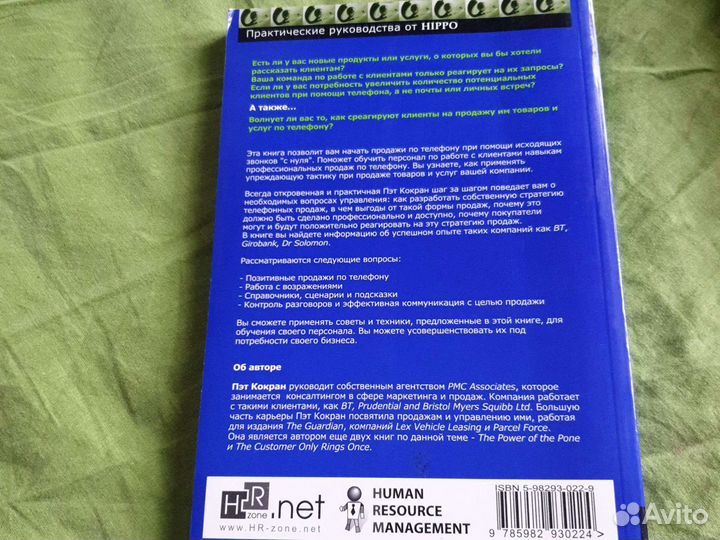 Практические руководства от HIPPO
Есть ли у вас новые продукты или услуги, о которых вы бы хотели
рассказать клиентам?
Ваша команда по работе с клиентами только реагирует на их запросы?
Если ли у вас потребность увеличить количество потенциальных
клиентов при помощи телефона, а не почты или личных встреч?
А также...
Волнует ли вас то, как среагируют клиенты на продажу им товаров и
услуг по телефону?
Эта книга позволит вам начать продажи по телефону при помощи исходящих
звонков "с нуля". Поможет обучить персонал по работе с клиентами навыкам
профессиональных продаж по телефону. Вы узнаете, как применять
упреждающую тактику при продаже товаров и услуг вашей компании.
Всегда откровенная и практичная Пэт Кокран шаг за шагом поведает вам о
необходимых вопросах управления: как разработать собственную стратегию
телефонных продаж, в чем выгоды от такой формы продаж, почему это
должно быть сделано профессионально и доступно, почему покупатели
могут и будут положительно реагировать на эту стратегию продаж.
В книге вы найдете информацию об успешном опыте таких компаний как BT,
Girobank, Dr Solomon.
Рассматриваются следующие вопросы:
- Позитивные продажи по телефону
- Работа с возражениями
- Справочники, сценарии и подсказки
- Контроль разговоров и эффективная коммуникация с целью продажи
Вы сможете применять советы и техники, предложенные в этой книге, для
обучения своего персонала. Вы можете усовершенствовать их под
потребности своего бизнеса.
Об авторе
Пэт Кокран руководит собственным агентством PMC Associates, которое
занимается консалтингом в сфере маркетинга и продаж. Компания работает
с такими клиентами, как BT, Prudential and Bristol Myers Squibb Ltd. Большую
часть карьеры Пэт Кокран посвятила продажам и управлению ими, работая
для издания The Guardian, компаний Lex Vehicle Leasing и Parcel Force.
Она является автором еще двух книг по данной теме - The Power of the Pone
и The Customer Only Rings Once.
HR zone .net
www.HR-zone.net
HUMAN
RESOURCE
MANAGEMENT
ISBN 5-98293-022-9
9 785982 930224 >
Avito